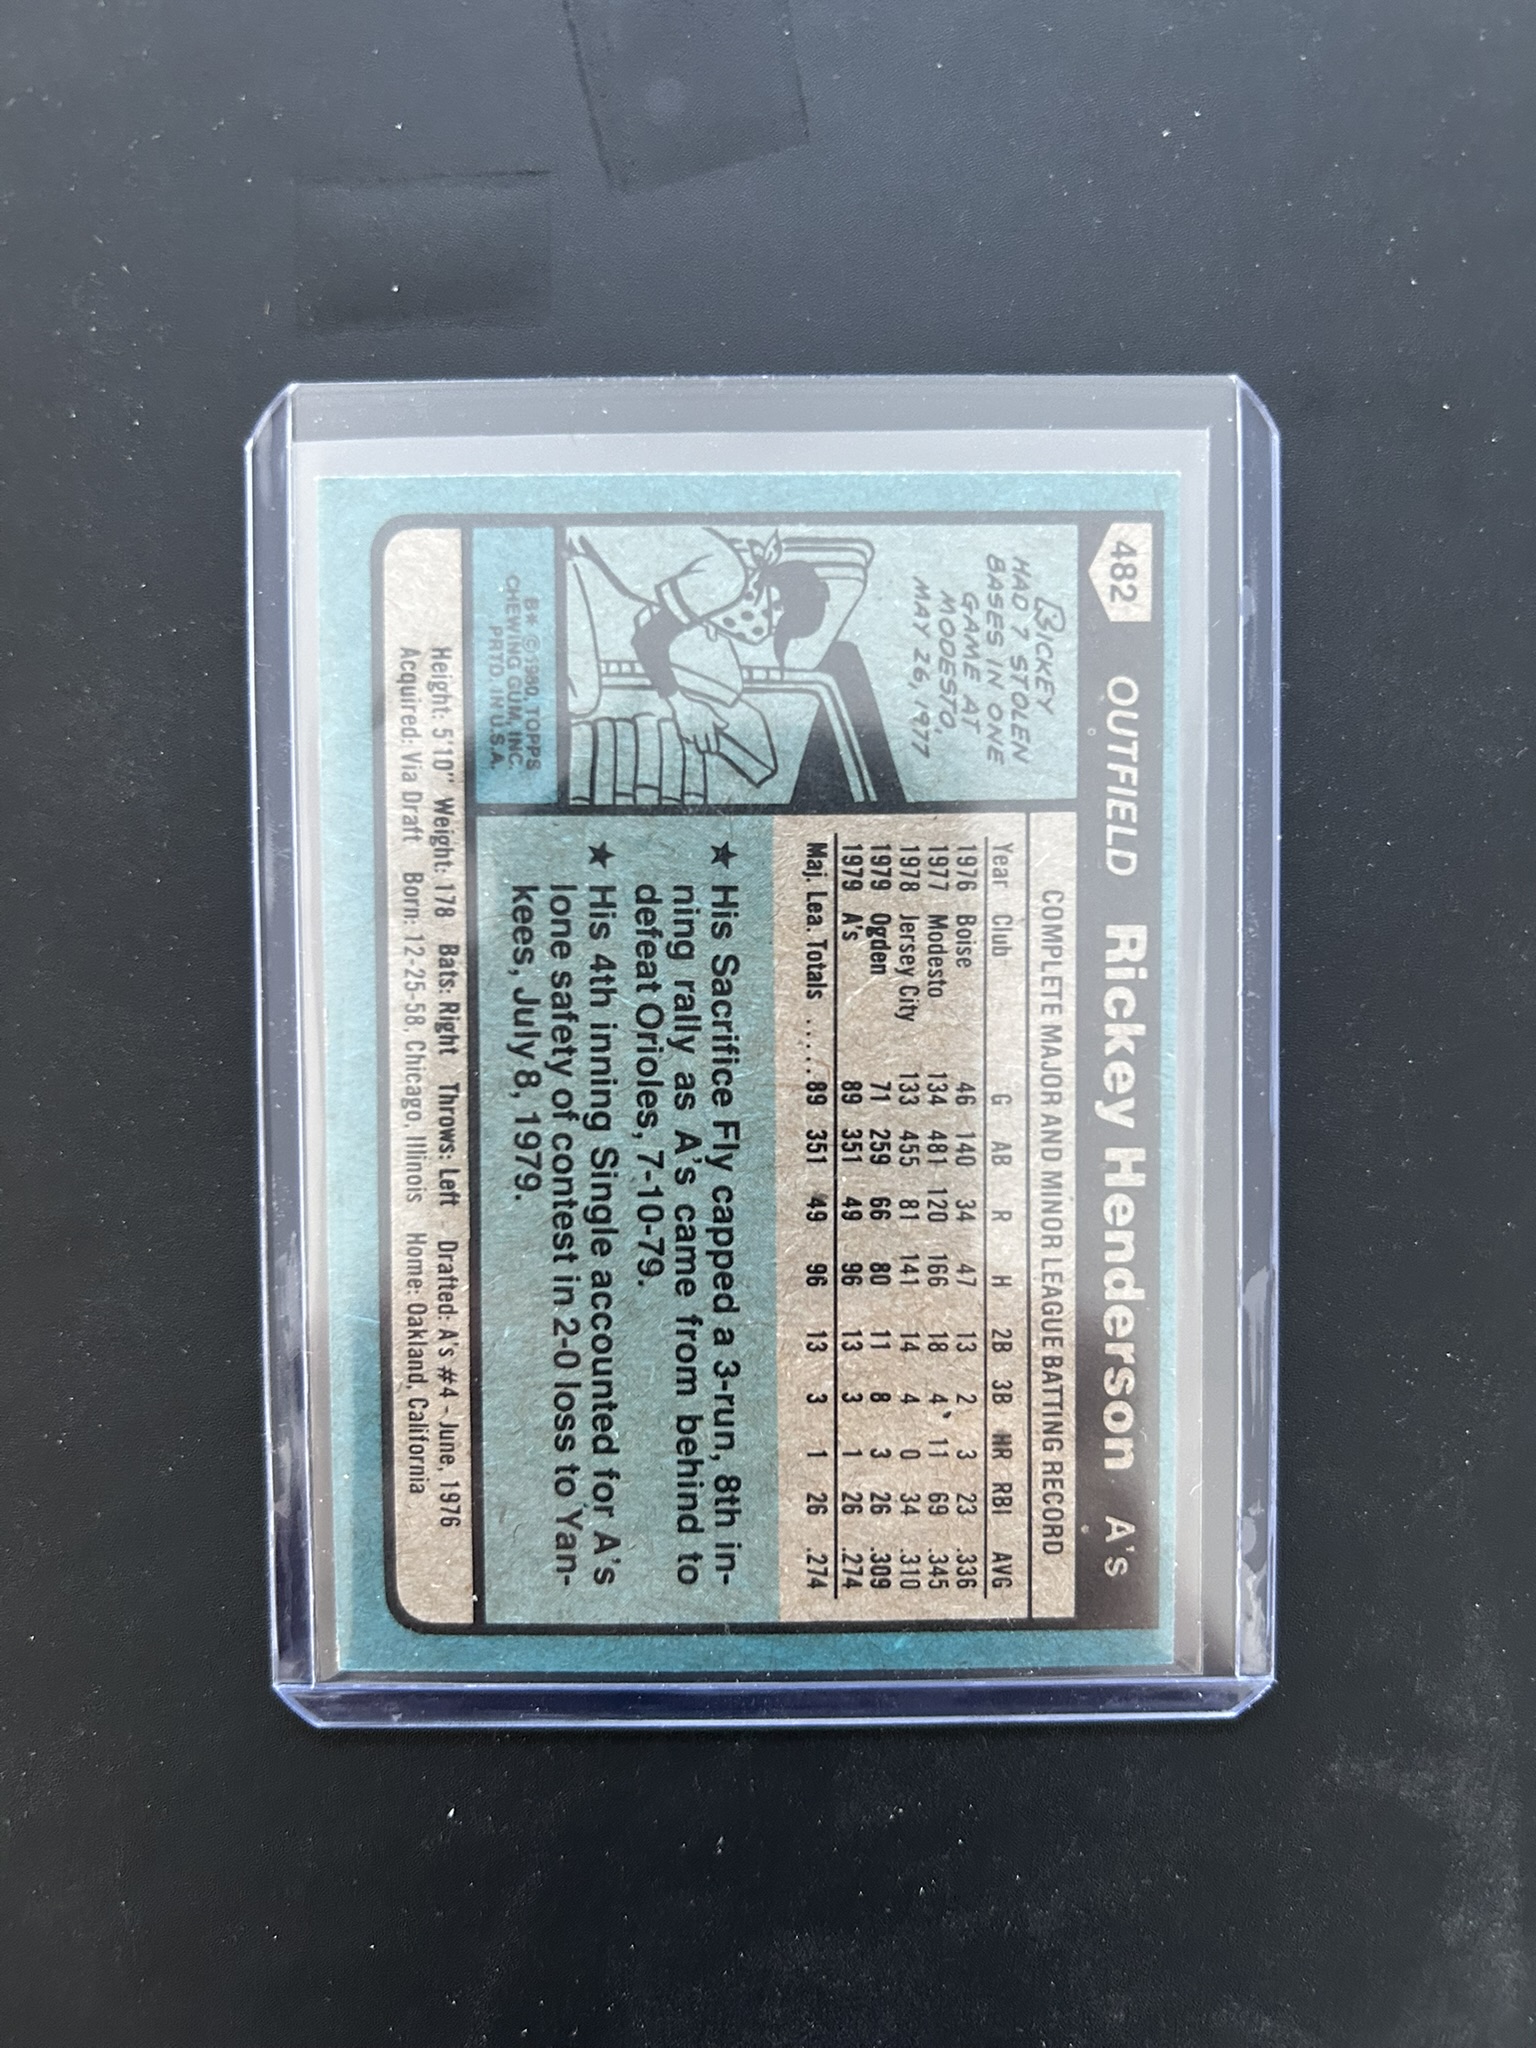 482 OUTFIELD Rickey Henderson A's
RICKEY
HAD 7 STOLEN
BASES IN ONE
GAME AT
MODESTO,
MAY 26, 1977
B* ©1980, TOPPS
CHEWING GUM, INC.
PRTD. IN U.S.A.
COMPLETE MAJOR AND MINOR LEAGUE BATTING RECORD
Year Club G AB R H 2B 3B HR RBI AVG
1976 Boise 46 140 34 47 13 2 3 23 .336
1977 Modesto 134 481 120 166 18 4 11 69 .345
1978 Jersey City 133 455 81 141 14 4 0 34 .310
1979 Ogden 71 259 66 80 11 8 3 26 .309
1979 A's 89 351 49 96 13 3 1 26 .274
Maj. Lea. Totals ..... 89 351 49 96 13 3 1 26 .274
★ His Sacrifice Fly capped a 3-run, 8th in-
ning rally as A's came from behind to
defeat Orioles, 7-10-79.
★ His 4th inning Single accounted for A's
lone safety of contest in 2-0 loss to Yan-
kees, July 8, 1979.
Height: 5'10" Weight: 178 Bats: Right Throws: Left Drafted: A's #4 - June, 1976
Acquired: Via Draft Born: 12-25-58, Chicago, Illinois Home: Oakland, California